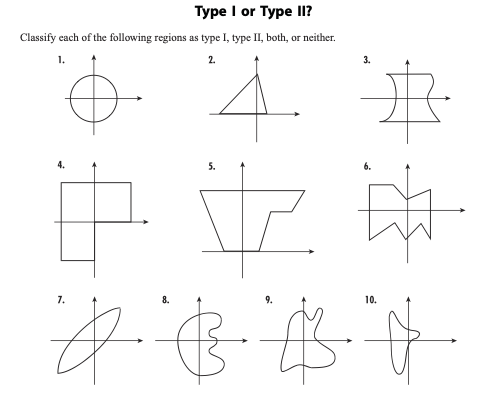 Type I or Type II?
Classify each of the following regions as type I, type II, both, or neither.
1. 2. 3.
4. 5. 6.
7. 8. 9. 10.